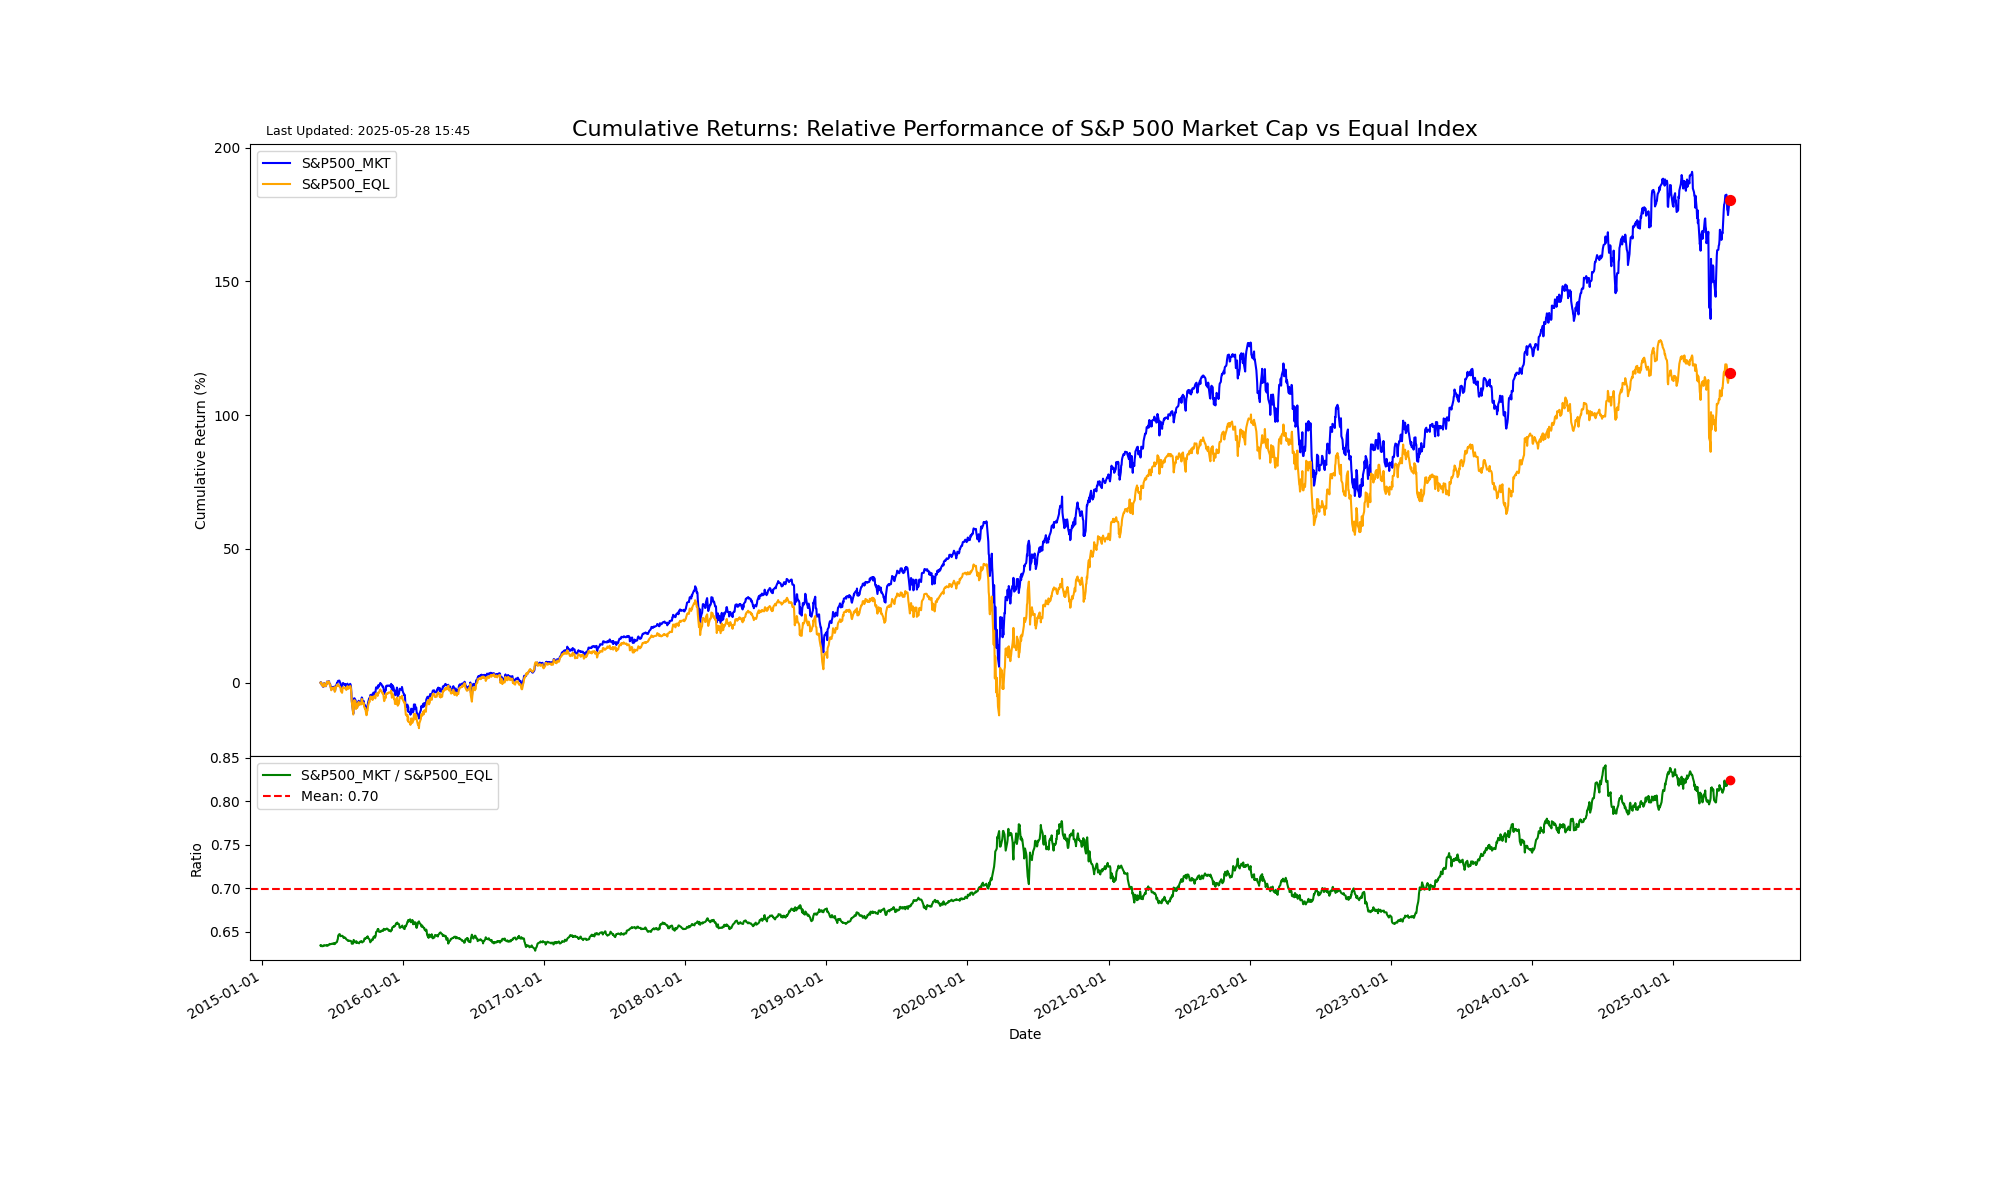 Last Updated: 2025-05-28 15:45
Cumulative Returns: Relative Performance of S&P 500 Market Cap vs Equal Index
S&P500_MKT
S&P500_EQL
200
150
100
50
0
Cumulative Return (%)
S&P500_MKT / S&P500_EQL
Mean: 0.70
0.85
0.80
0.75
0.70
0.65
Ratio
2015-01-01
2016-01-01
2017-01-01
2018-01-01
2019-01-01
2020-01-01
2021-01-01
2022-01-01
2023-01-01
2024-01-01
2025-01-01
Date